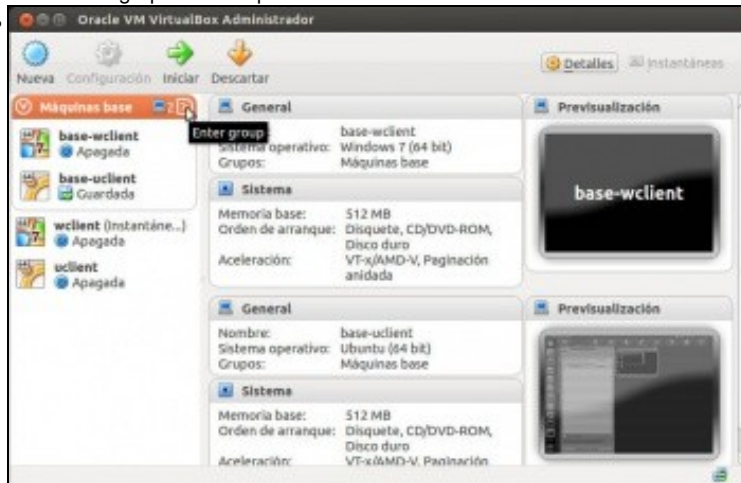 Oracle VM VirtualBox Administrador
Nueva Configuración Iniciar Descartar
Detalles Instantáneas
Máquinas base 2
Enter group
base-wclient
Apagada
base-uclient
Guardada
wclient (Instantáne...)
Apagada
uclient
Apagada
General
base-wclient
Sistema operativo: Windows 7 (64 bit)
Grupos: Máquinas base
Sistema
Memoria base: 512 MB
Orden de arranque: Disquete, CD/DVD-ROM,
Disco duro
Aceleración: VT-x/AMD-V, Paginación
anidada
Previsualización
base-wclient
General
Nombre: base-uclient
Sistema operativo: Ubuntu (64 bit)
Grupos: Máquinas base
Sistema
Memoria base: 512 MB
Orden de arranque: Disquete, CD/DVD-ROM,
Disco duro
Aceleración: VT-x/AMD-V, Paginación
Previsualización